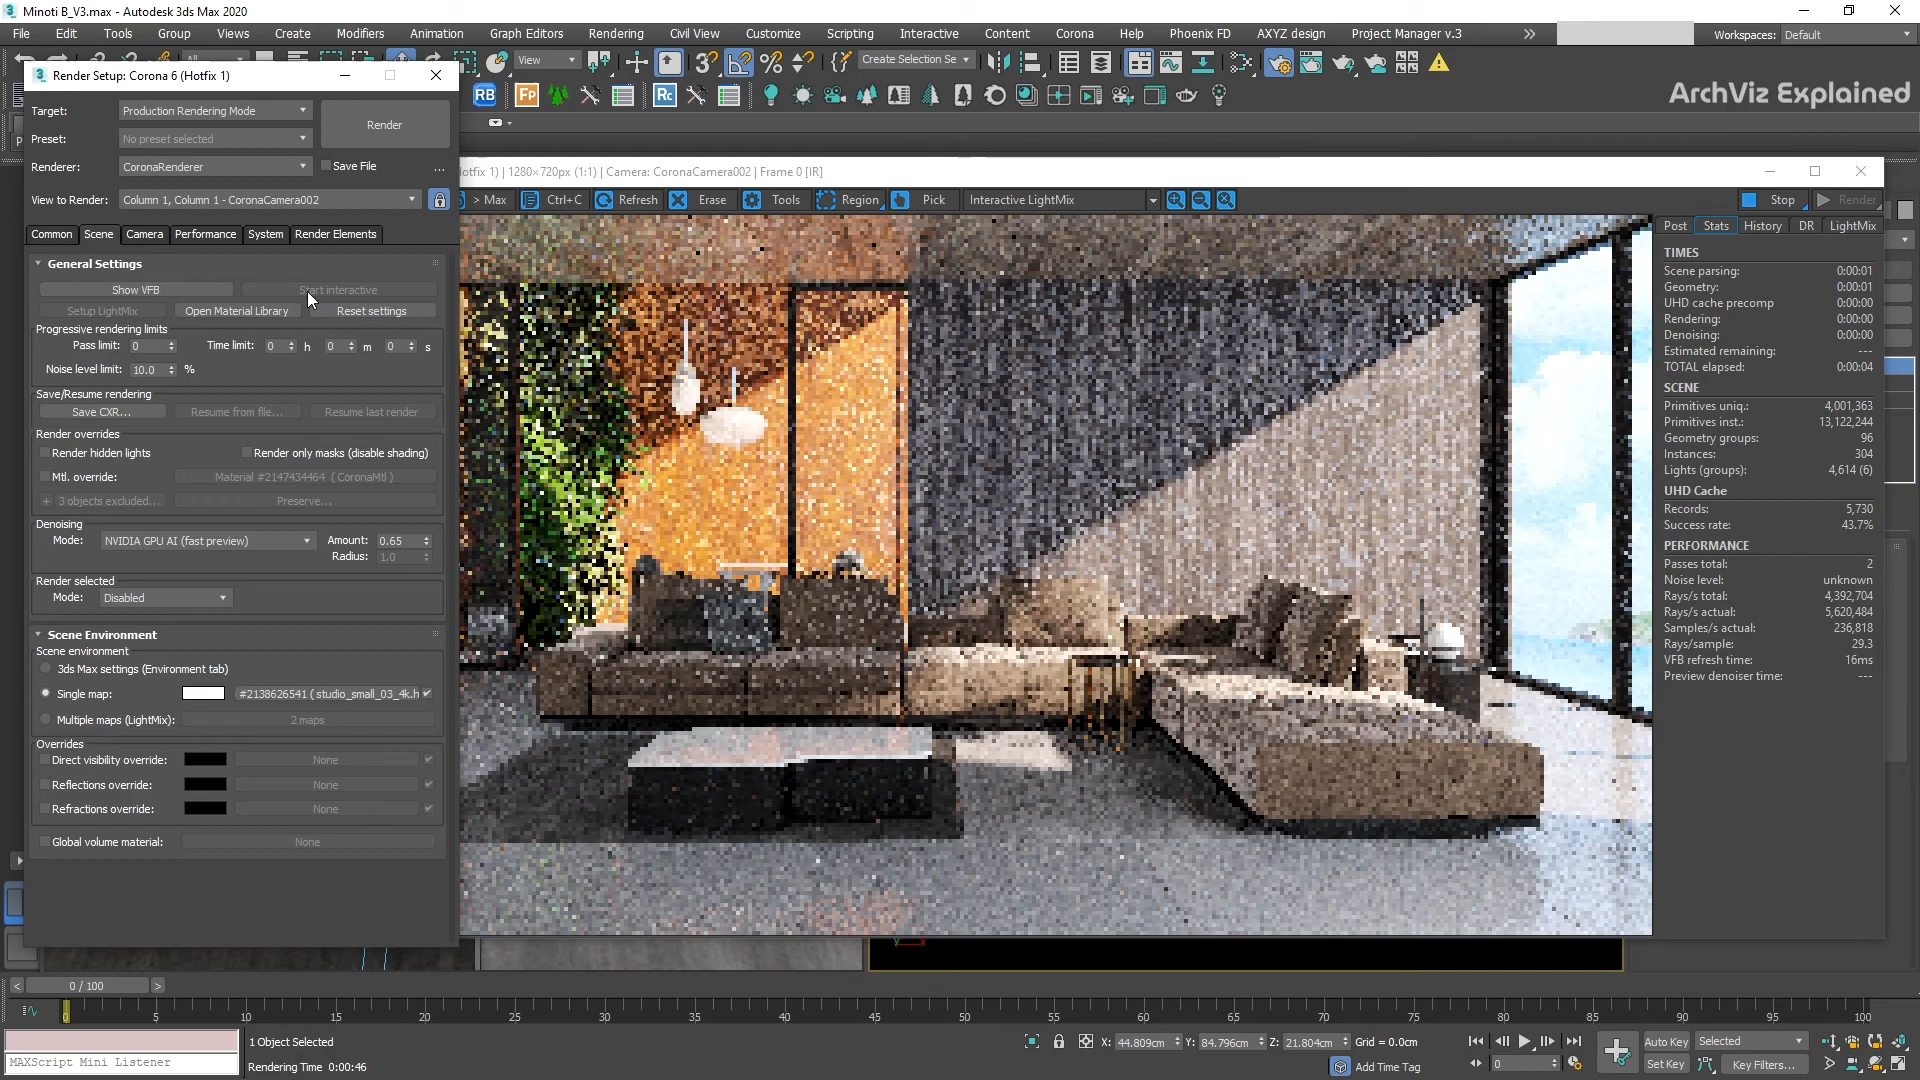 Minoti B_V3.max - Autodesk 3ds Max 2020
File Edit Tools Group Views Create Modifiers Animation Graph Editors Rendering Civil View Customize Scripting Interactive Content Corona Help Phoenix FD AXYZ design Project Manager v.3 Workspaces: Default
View Create Selection Se
Render Setup: Corona 6 (Hotfix 1)
RB Fp Rc
ArchViz Explained
Target: Production Rendering Mode Render
Preset: No preset selected
Renderer: CoronaRenderer Save File ...
View to Render: Column 1, Column 1 - CoronaCamera002
Common Scene Camera Performance System Render Elements
General Settings
Show VFB Start interactive
Setup LightMix Open Material Library Reset settings
Progressive rendering limits
Pass limit: 0 Time limit: 0 h 0 m 0 s
Noise level limit: 10.0 %
Save/Resume rendering
Save CXR... Resume from file... Resume last render
Render overrides
Render hidden lights Render only masks (disable shading)
Mtl. override: Material #2147434464 ( CoronaMtl )
+ 3 objects excluded... Preserve...
Denoising
Mode: NVIDIA GPU AI (fast preview) Amount: 0.65
Radius: 1.0
Render selected
Mode: Disabled
Scene Environment
Scene environment
3ds Max settings (Environment tab)
Single map: #2138626541 ( studio_small_03_4k.h
Multiple maps (LightMix): 2 maps
Overrides
Direct visibility override: None
Reflections override: None
Refractions override: None
Global volume material: None
otfix 1) | 1280×720px (1:1) | Camera: CoronaCamera002 | Frame 0 [IR]
> Max Ctrl+C Refresh Erase Tools Region Pick Interactive LightMix Stop Render
Post Stats History DR LightMix
TIMES
Scene parsing: 0:00:01
Geometry: 0:00:01
UHD cache precomp 0:00:00
Rendering: 0:00:00
Denoising: 0:00:00
Estimated remaining: ---
TOTAL elapsed: 0:00:04
SCENE
Primitives uniq.: 4,001,363
Primitives inst.: 13,122,244
Geometry groups: 96
Instances: 304
Lights (groups): 4,614 (6)
UHD Cache
Records: 5,730
Success rate: 43.7%
PERFORMANCE
Passes total: 2
Noise level: unknown
Rays/s total: 4,392,704
Rays/s actual: 5,620,484
Samples/s actual: 236,818
Rays/sample: 29.3
VFB refresh time: 16ms
Preview denoiser time: ---
y x
< 0 / 100 >
0 5 10 15 20 25 30 35 40 45 50 55 60 65 70 75 80 85 90 95 100
1 Object Selected X: 44.809cm Y: 84.796cm Z: 21.804cm Grid = 0.0cm Auto Key Selected
MAXScript Mini Listener Rendering Time 0:00:46 Add Time Tag 0 Set Key Key Filters...